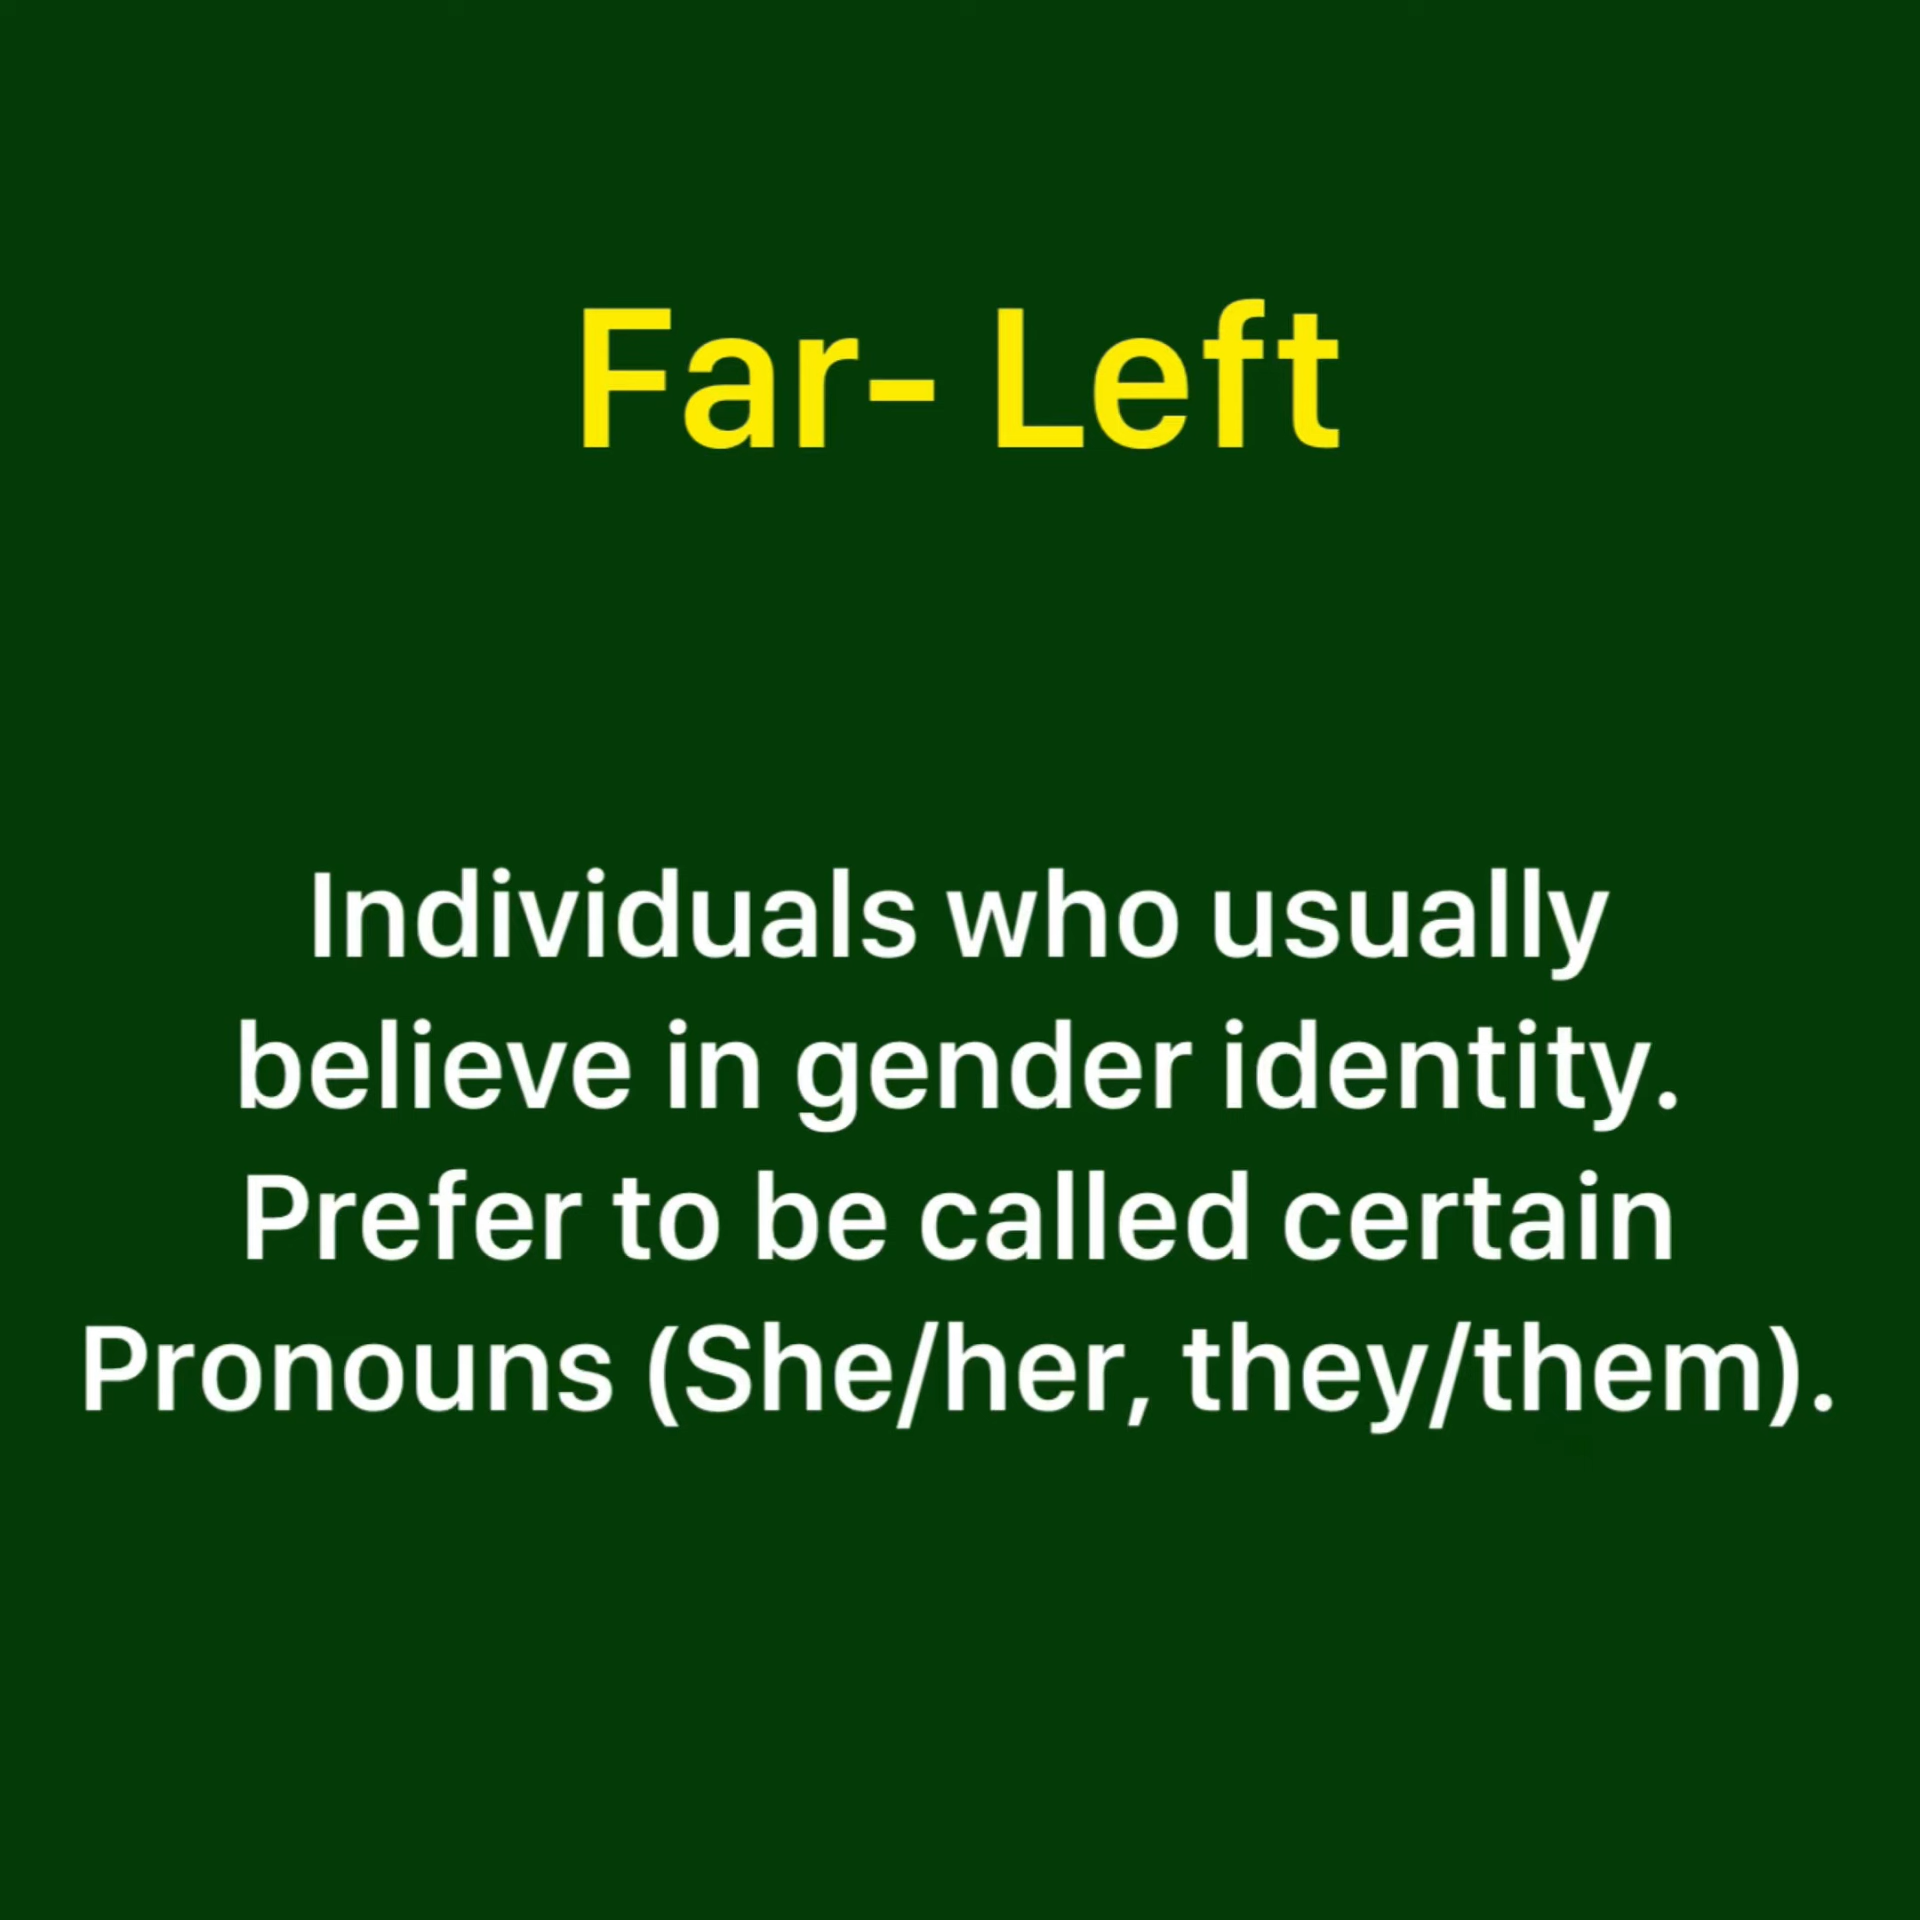 Far- Left
Individuals who usually
believe in gender identity.
Prefer to be called certain
Pronouns (She/her, they/them).